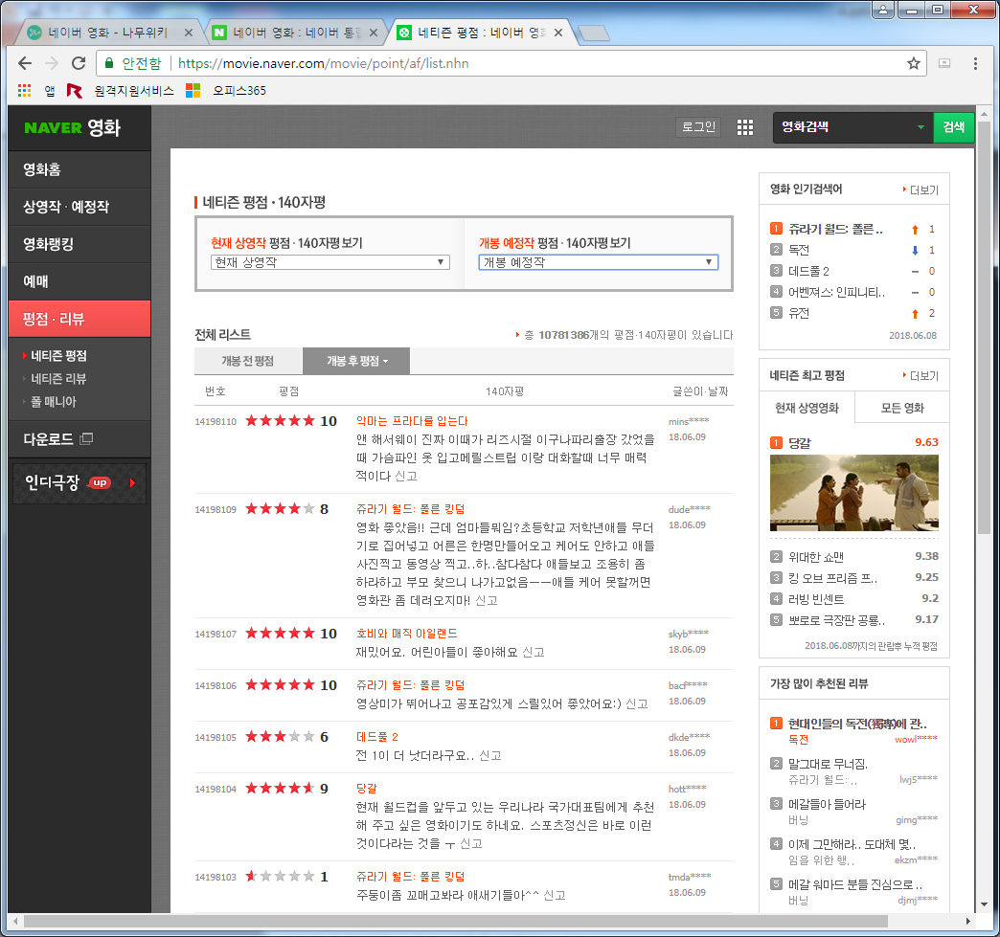 네이버 영화 - 나무위키
네이버 영화 : 네이버 통합
네티즌 평점 : 네이버 영화
안전함 https://movie.naver.com/movie/point/af/list.nhn
앱 원격지원서비스 오피스365
NAVER 영화
로그인
영화검색
검색
영화홈
상영작 · 예정작
영화랭킹
예매
평점 · 리뷰
네티즌 평점
네티즌 리뷰
폴 매니아
다운로드
인디극장 up
네티즌 평점 · 140자평
현재 상영작 평점 · 140자평 보기
현재 상영작
개봉 예정작 평점 · 140자평 보기
개봉 예정작
전체 리스트
총 10781386개의 평점·140자평이 있습니다
개봉 전 평점
개봉 후 평점
번호 평점 140자평 글쓴이·날짜
14198110 10 악마는 프라다를 입는다 mins****
앤 해서웨이 진짜 이때가 리즈시절 이구나파리출장 갔었을 18.06.09
때 가슴파인 옷 입고메릴스트립 이랑 대화할때 너무 매력
적이다 신고
14198109 8 쥬라기 월드: 폴른 킹덤 dude****
영화 좋았음!! 근데 엄마들뭐임?초등학교 저학년애들 무더 18.06.09
기로 집어넣고 어른은 한명만들어오고 케어도 안하고 애들
사진찍고 동영상 찍고..하..참다참다 애들보고 조용히 좀
하라하고 부모 찾으니 나가고없음ㅡㅡ애들 케어 못할꺼면
영화관 좀 데려오지마! 신고
14198107 10 호비와 매직 아일랜드 skyb****
재밌어요. 어린아들이 좋아해요 신고 18.06.09
14198106 10 쥬라기 월드: 폴른 킹덤 bacf****
영상미가 뛰어나고 공포감있게 스릴있어 좋았어요:) 신고 18.06.09
14198105 6 데드풀 2 dkde****
전 1이 더 낫더라구요.. 신고 18.06.09
14198104 9 당갈 hott****
현재 월드컵을 앞두고 있는 우리나라 국가대표팀에게 추천 18.06.09
해 주고 싶은 영화이기도 하네요. 스포츠정신은 바로 이런
것이다라는 것을 ㅜ 신고
14198103 1 쥬라기 월드: 폴른 킹덤 tmda****
주둥이좀 꼬매고봐라 애새기들아^^ 신고 18.06.09
영화 인기검색어 더보기
1 쥬라기 월드: 폴른 .. 1
2 독전 1
3 데드풀 2 0
4 어벤져스: 인피니티.. 0
5 유전 2
2018.06.08
네티즌 최고 평점 더보기
현재 상영영화 모든 영화
1 당갈 9.63
2 위대한 쇼맨 9.38
3 킹 오브 프리즘 프.. 9.25
4 러빙 빈센트 9.2
5 뽀로로 극장판 공룡.. 9.17
2018.06.08까지의 관람후 누적 평점
가장 많이 추천된 리뷰
1 현대인들의 독전(獨專)에 관..
독전 wowl****
2 말그대로 무너짐.
쥬라기 월드: .. lwj5****
3 메갈들아 들어라
버닝 gimg****
4 이제 그만해라.. 도대체 몇..
임을 위한 행.. ekzm****
5 메갈 워마드 분들 진심으로 ..
버닝 djmj****